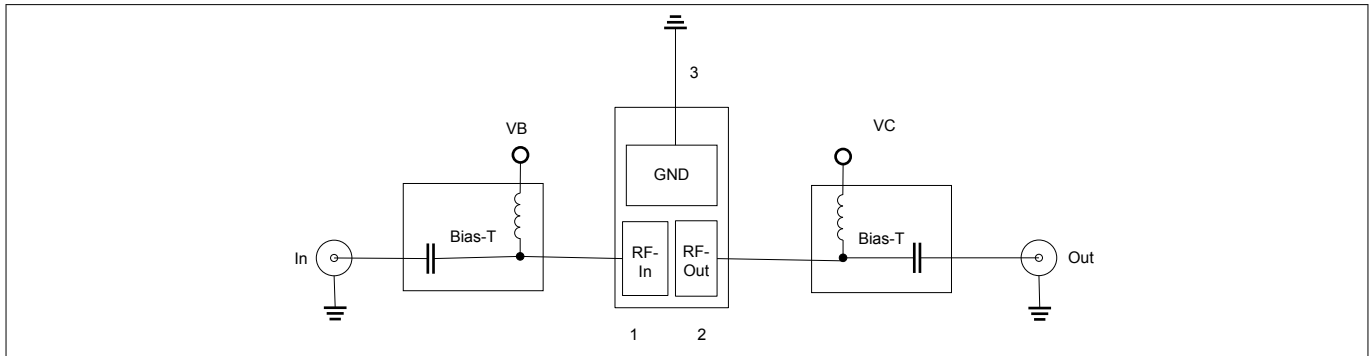 3
VB
VC
GND
Bias-T
Bias-T
In
RF-
In
RF-
Out
Out
1
2